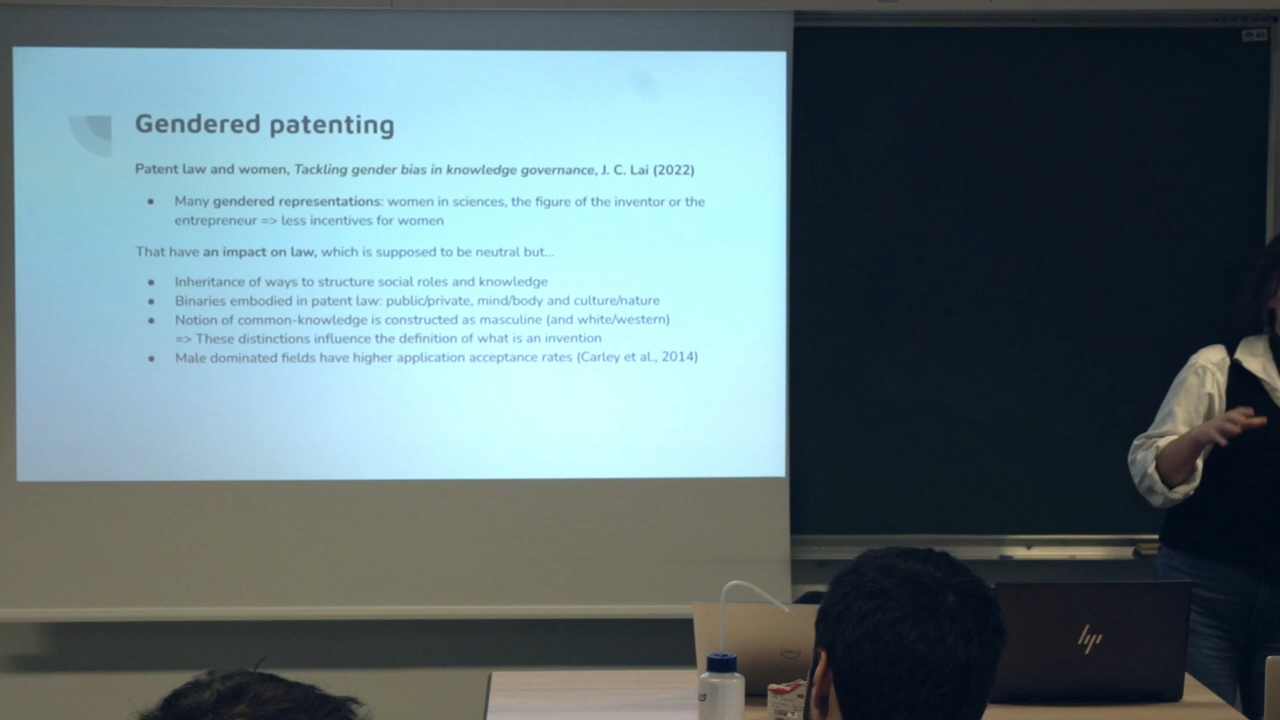 Gendered patenting
Patent law and women, Tackling gender bias in knowledge governance, J. C. Lai (2022)
● Many gendered representations: women in sciences, the figure of the inventor or the
entrepreneur => less incentives for women
That have an impact on law, which is supposed to be neutral but...
● Inheritance of ways to structure social roles and knowledge
● Binaries embodied in patent law: public/private, mind/body and culture/nature
● Notion of common-knowledge is constructed as masculine (and white/western)
=> These distinctions influence the definition of what is an invention
● Male dominated fields have higher application acceptance rates (Carley et al., 2014)
DELL
hp